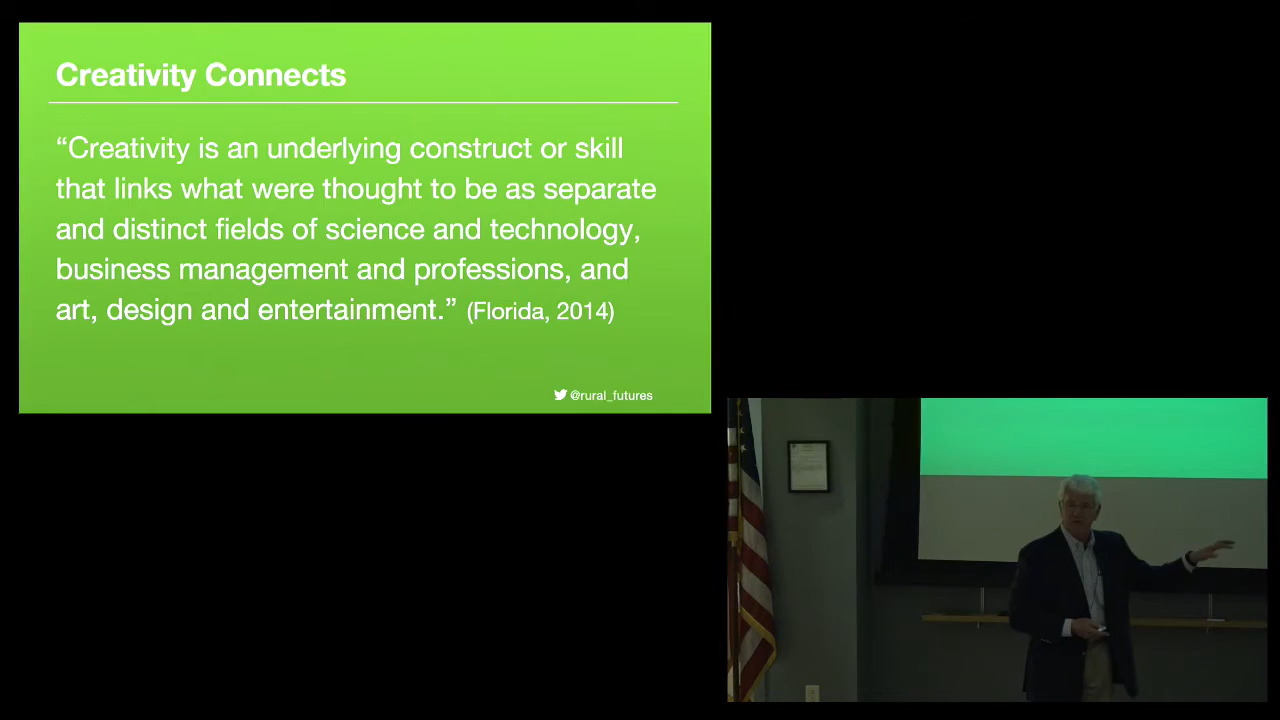 Creativity Connects
“Creativity is an underlying construct or skill
that links what were thought to be as separate
and distinct fields of science and technology,
business management and professions, and
art, design and entertainment.” (Florida, 2014)
@rural_futures